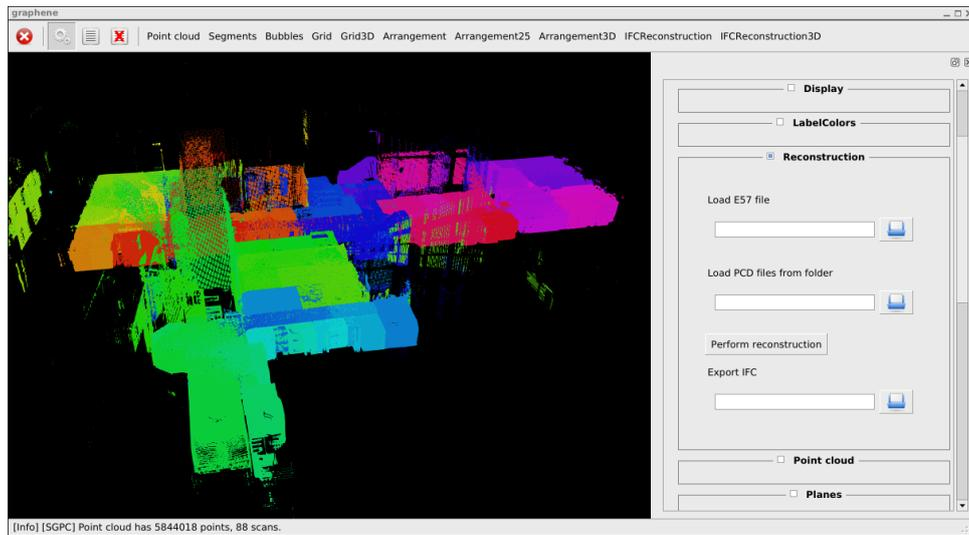 graphene
Point cloud Segments Bubbles Grid Grid3D Arrangement Arrangement25 Arrangement3D IFCReconstruction IFCReconstruction3D
Display
LabelColors
Reconstruction
Load E57 file
Load PCD files from folder
Perform reconstruction
Export IFC
Point cloud
Planes
[Info] [SGPC] Point cloud has 5844018 points, 88 scans.